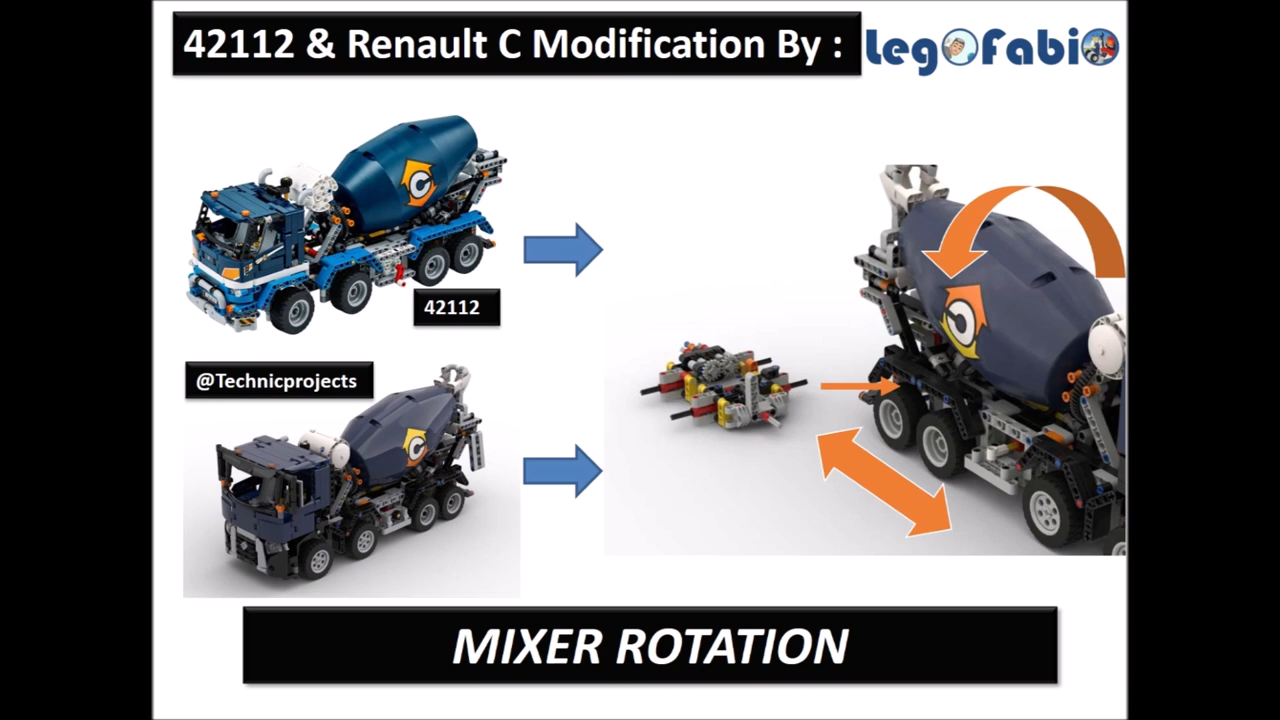 42112 & Renault C Modification By :
LegOFabiO
42112
@Technicprojects
MIXER ROTATION